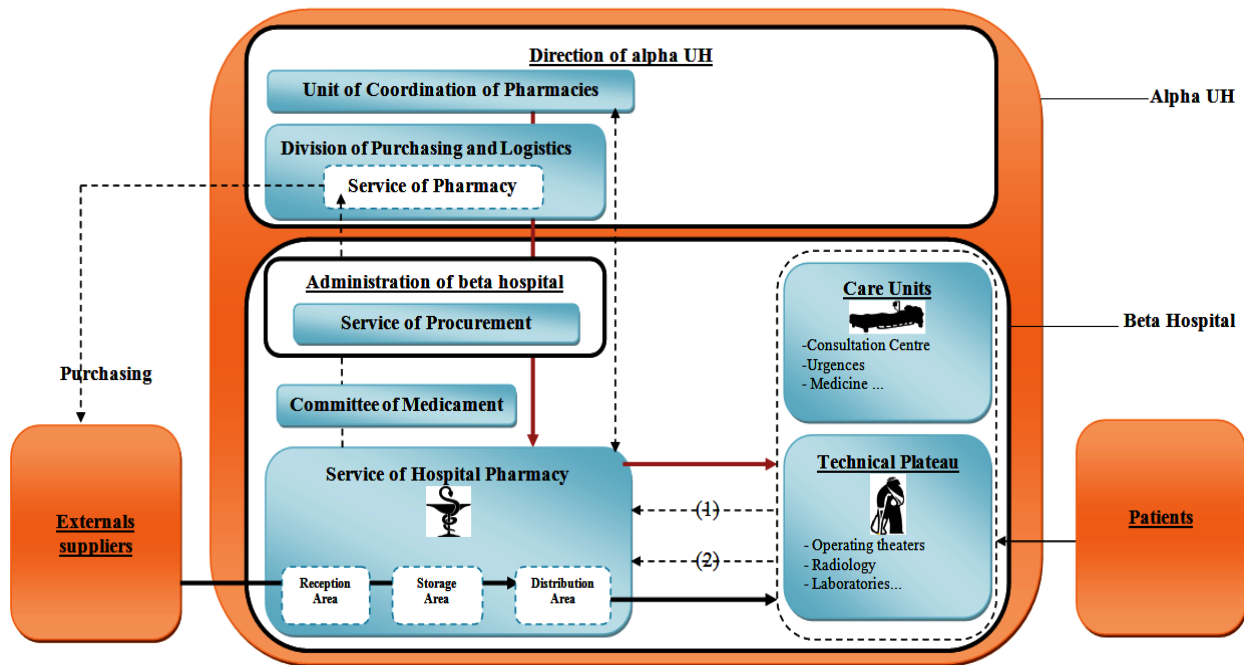 Direction of alpha UH
Unit of Coordination of Pharmacies
Division of Purchasing and Logistics
Service of Pharmacy
Alpha UH
Administration of beta hospital
Service of Procurement
Committee of Medicament
Care Units
-Consultation Centre
-Urgences
- Medicine ...
Beta Hospital
Purchasing
Externals
suppliers
Service of Hospital Pharmacy
(1)
(2)
Reception
Area
Storage
Area
Distribution
Area
Technical Plateau
- Operating theaters
- Radiology
- Laboratories...
Patients